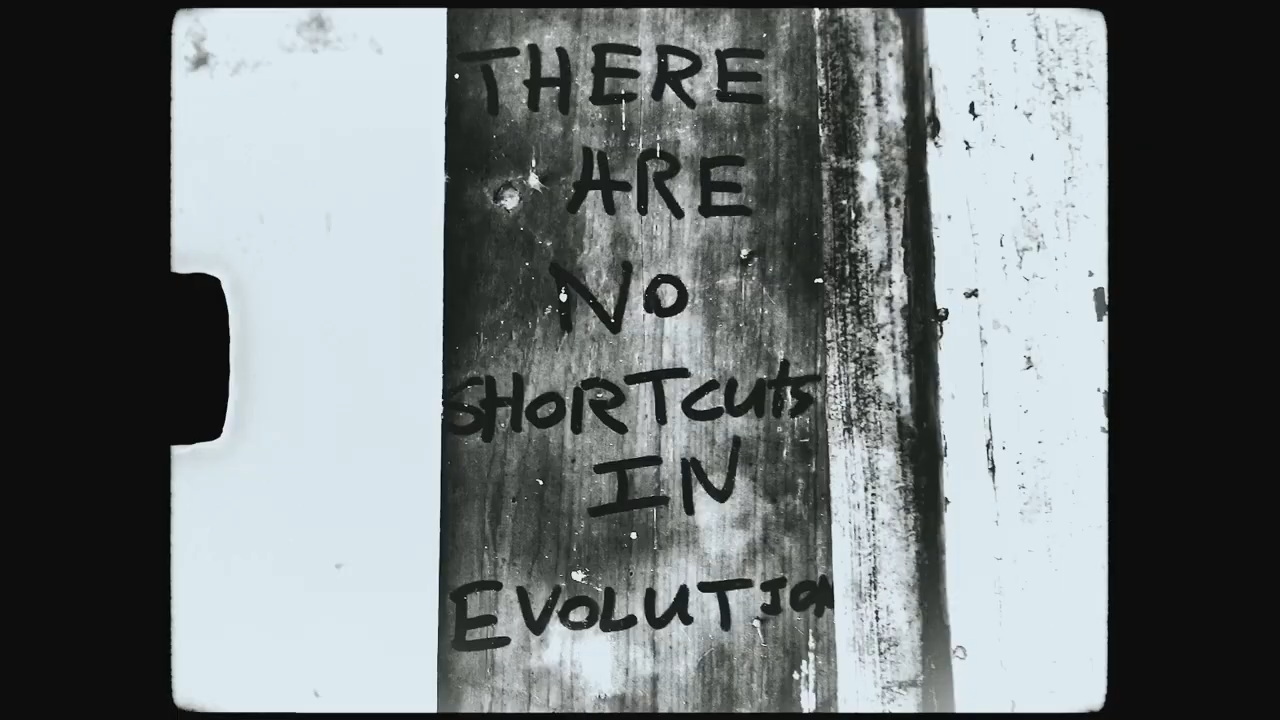 THERE
ARE
NO
SHORTcuts
IN
EVOLUTION